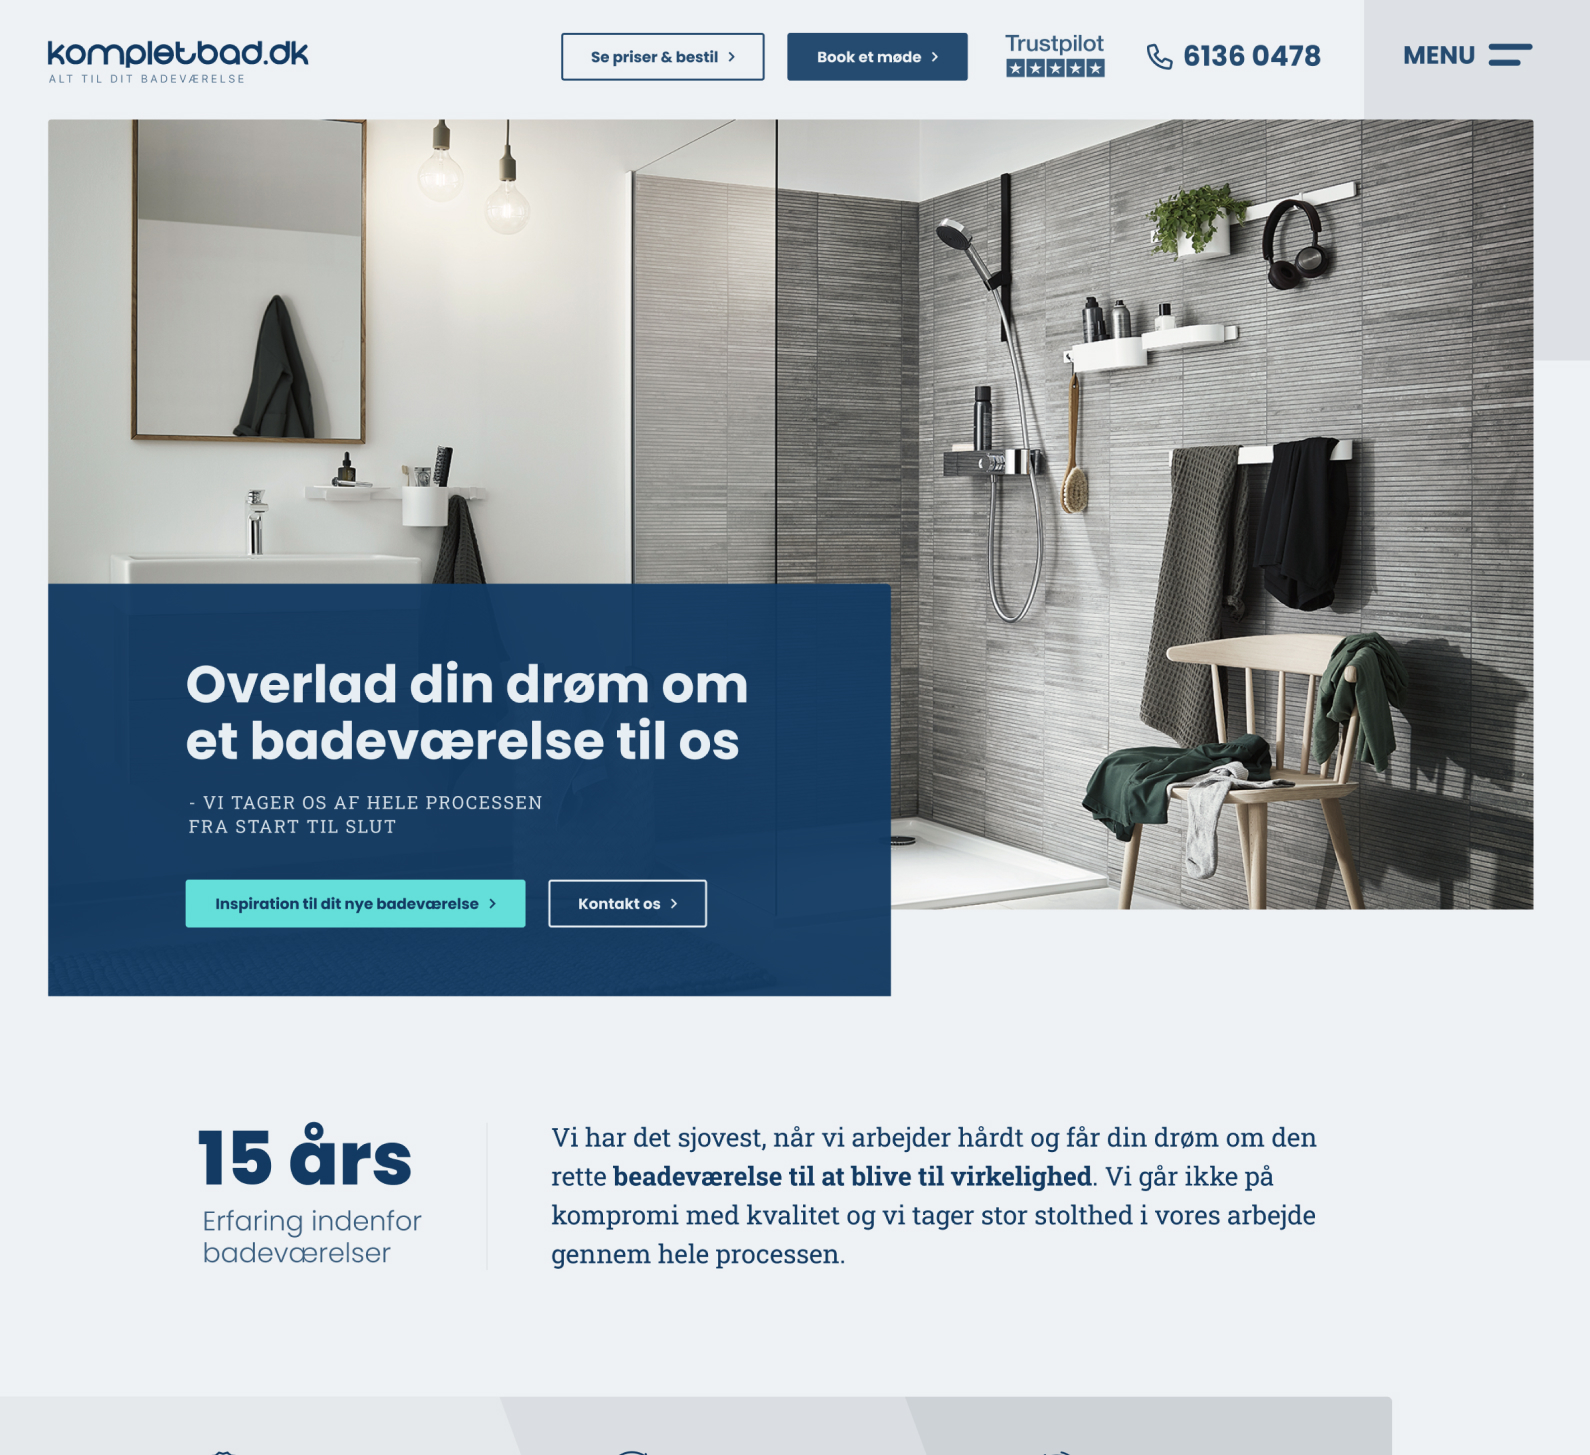 kompletbad.dk
ALT TIL DIT BADEVÆRELSE
Se priser & bestil
Book et møde
Trustpilot
6136 0478
MENU
Overlad din drøm om
et badeværelse til os
- VI TAGER OS AF HELE PROCESSEN
FRA START TIL SLUT
Inspiration til dit nye badeværelse
Kontakt os
15 års
Erfaring indenfor
badeværelser
Vi har det sjovest, når vi arbejder hårdt og får din drøm om den
rette beadeværelse til at blive til virkelighed. Vi går ikke på
kompromi med kvalitet og vi tager stor stolthed i vores arbejde
gennem hele processen.